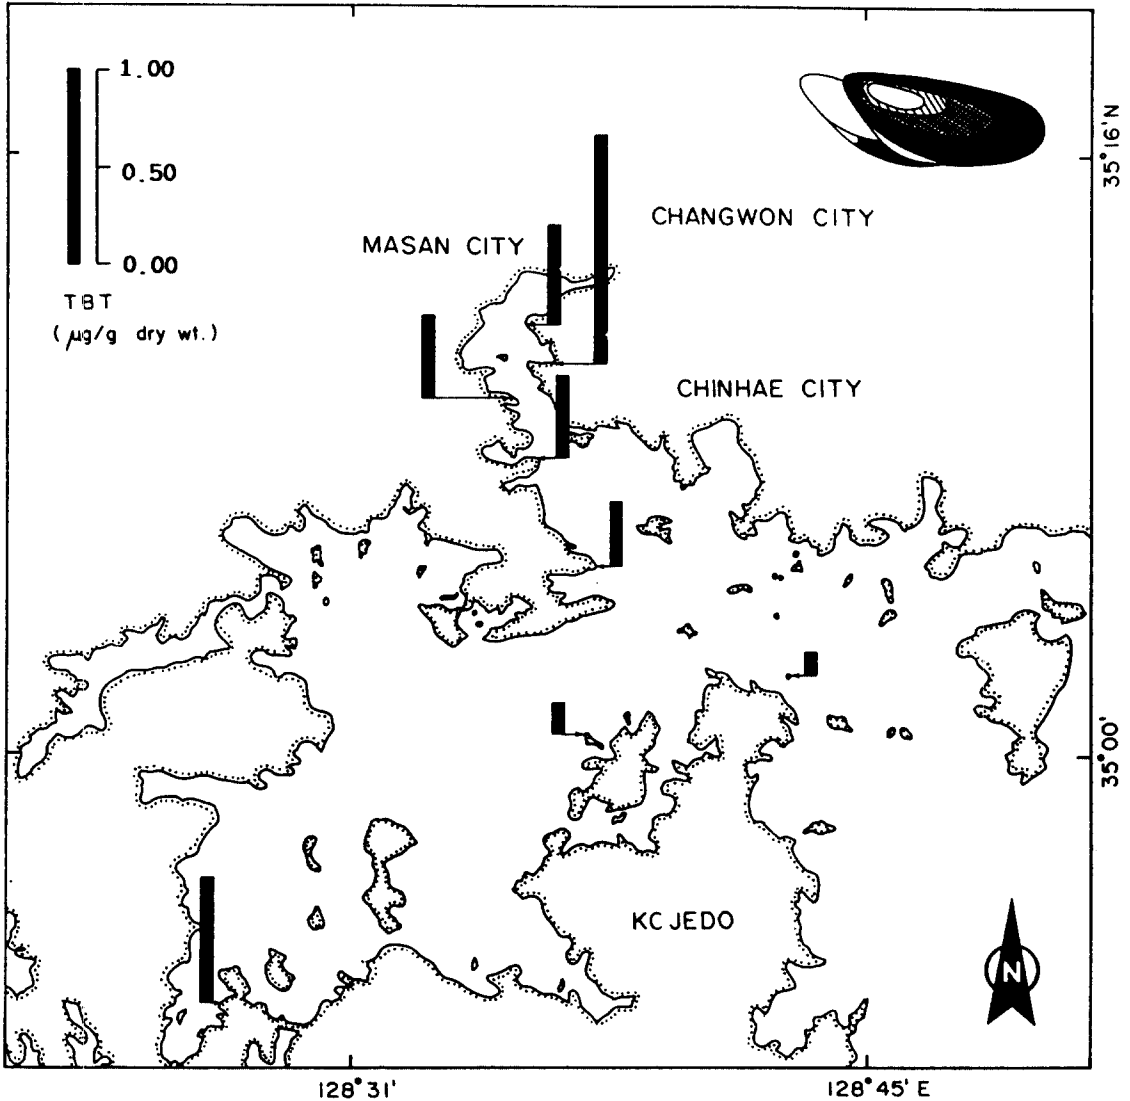 1.00
0.50
0.00
TBT
(µg/g dry wt.)
MASAN CITY
CHANGWON CITY
CHINHAE CITY
KCJEDO
N
35°16'N
35°00'
128°31'
128°45'E